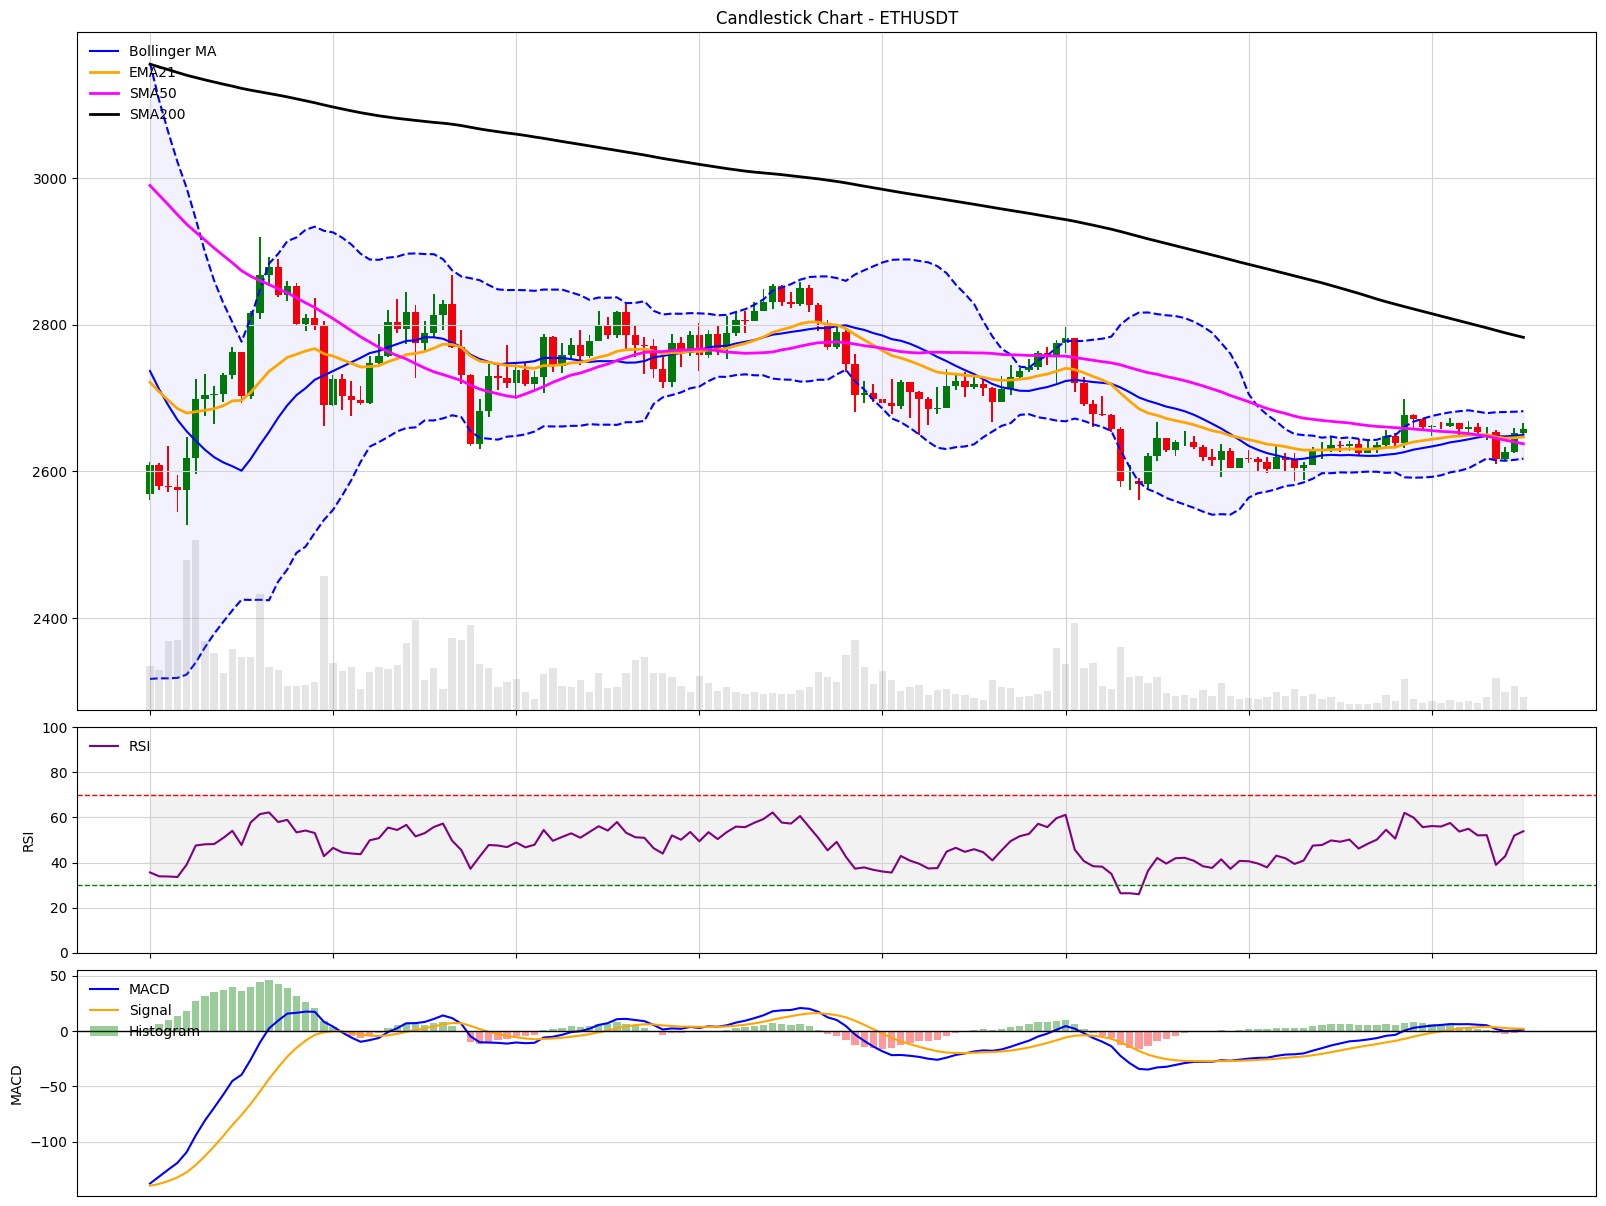 Candlestick Chart - ETHUSDT
Bollinger MA
EMA21
SMA50
SMA200
3000
2800
2600
2400
100
RSI
80
60
RSI
40
20
0
50
MACD
Signal
0
Histogram
−50
MACD
−100